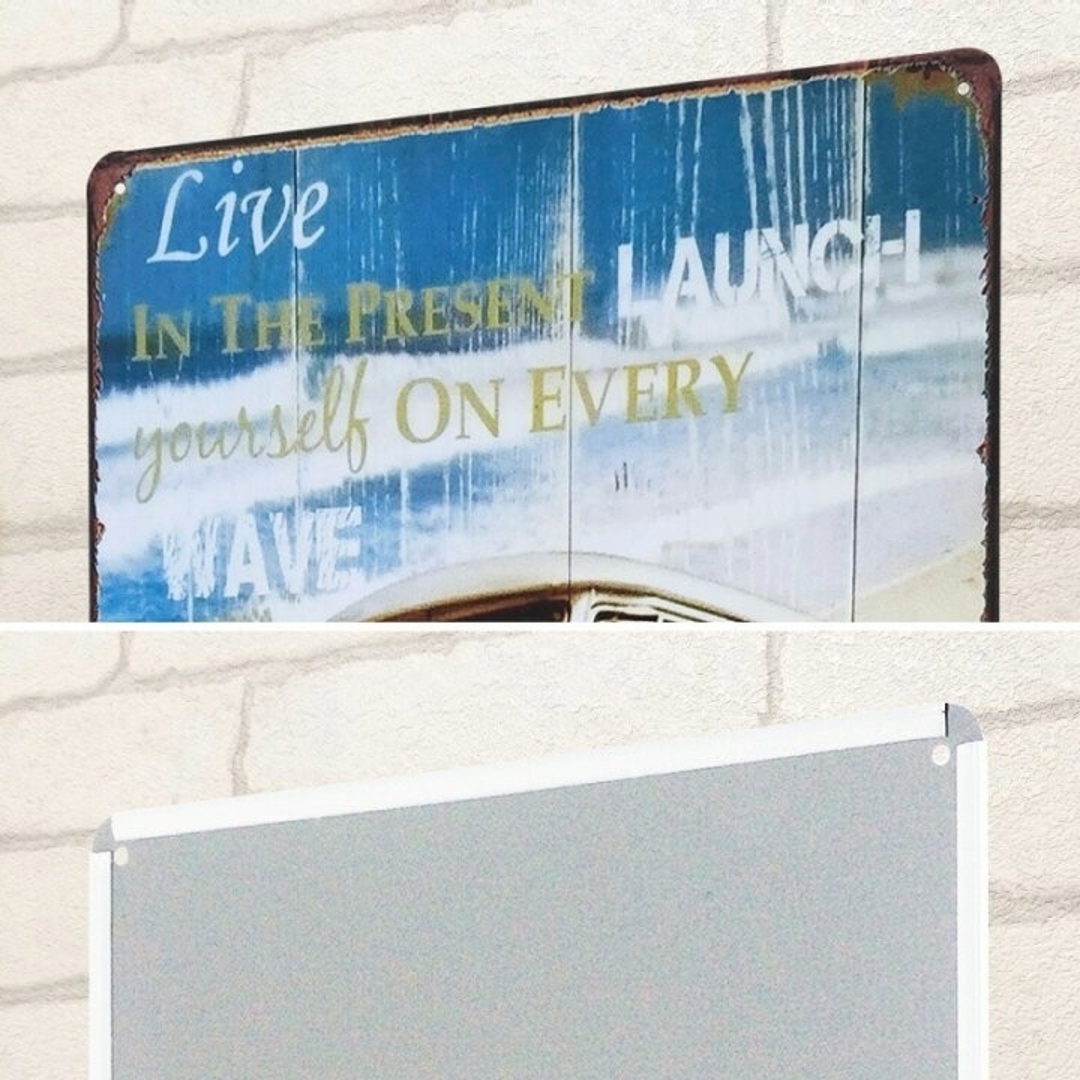 Live
IN THE PRESENT LAUNCH
yourself ON EVERY
WAVE